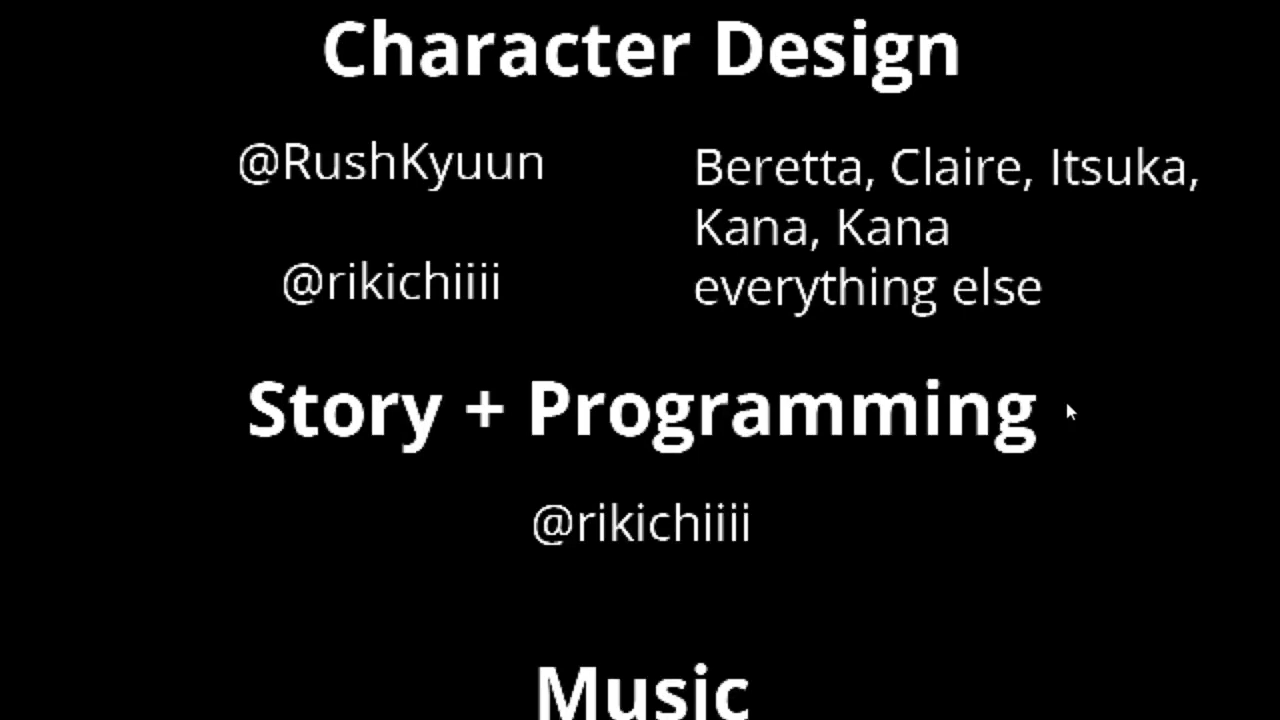 Character Design
@RushKyuun
Beretta, Claire, Itsuka,
Kana, Kana
@rikichiiii
everything else
Story + Programming
@rikichiiii
Music